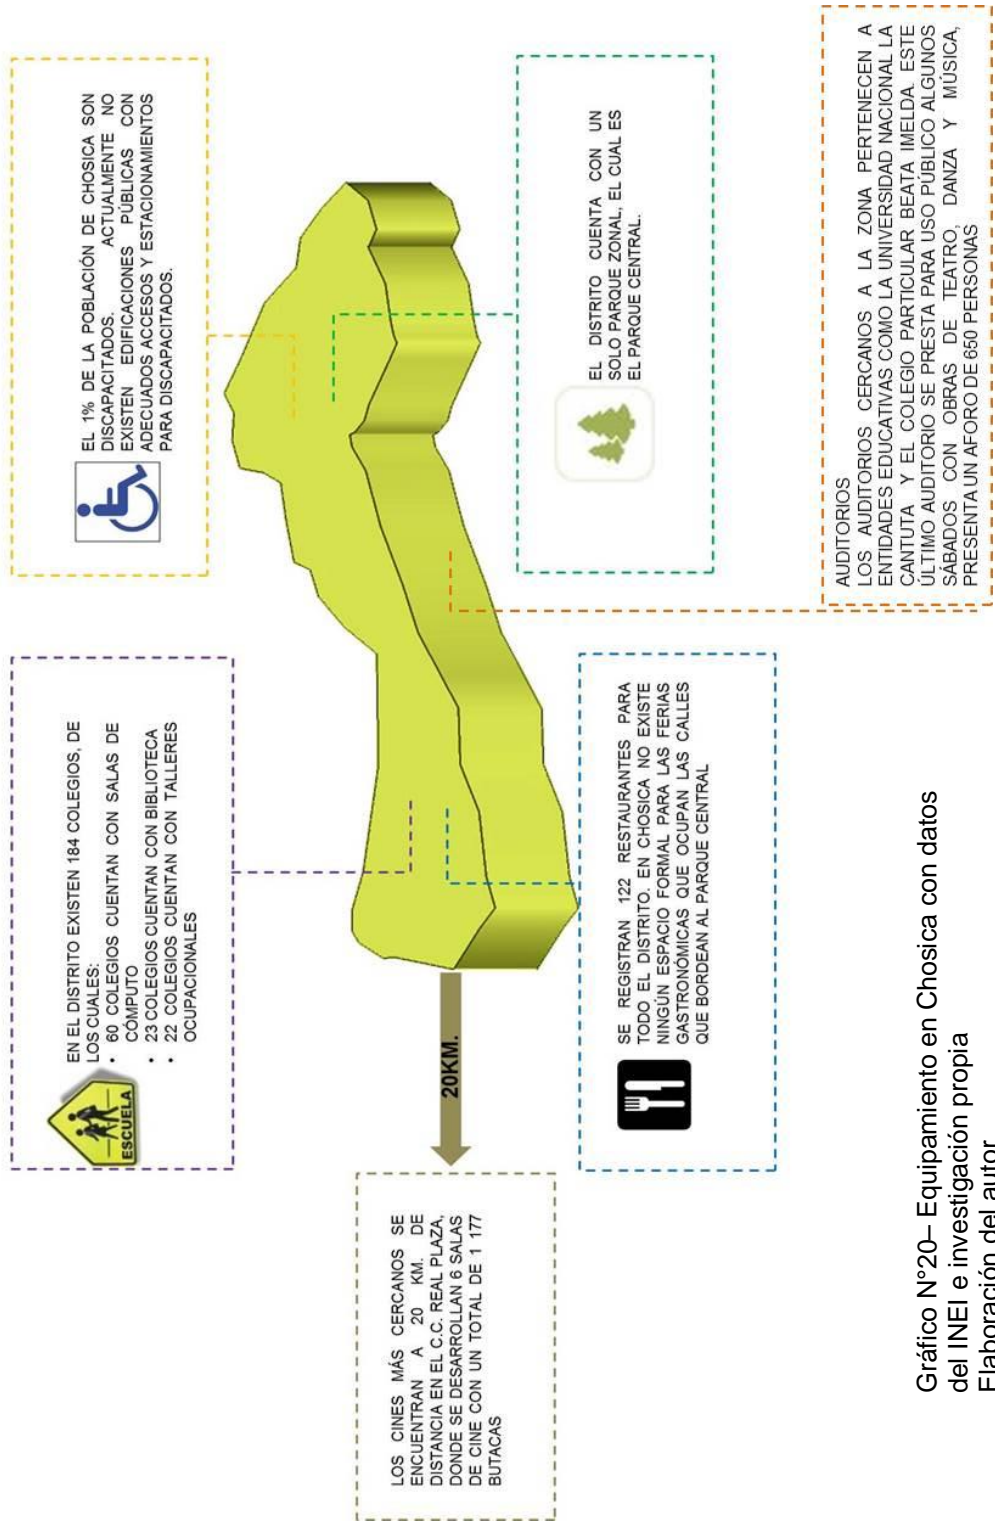 EN EL DISTRITO EXISTEN 184 COLEGIOS, DE
LOS CUALES:
• 60 COLEGIOS CUENTAN CON SALAS DE
CÓMPUTO
• 23 COLEGIOS CUENTAN CON BIBLIOTECA
• 22 COLEGIOS CUENTAN CON TALLERES
OCUPACIONALES
ESCUELA
EL 1% DE LA POBLACIÓN DE CHOSICA SON
DISCAPACITADOS. ACTUALMENTE NO
EXISTEN EDIFICACIONES PÚBLICAS CON
ADECUADOS ACCESOS Y ESTACIONAMIENTOS
PARA DISCAPACITADOS.
LOS CINES MÁS CERCANOS SE
ENCUENTRAN A 20 KM. DE
DISTANCIA EN EL C.C. REAL PLAZA,
DONDE SE DESARROLLAN 6 SALAS
DE CINE CON UN TOTAL DE 1 177
BUTACAS
20KM.
SE REGISTRAN 122 RESTAURANTES PARA
TODO EL DISTRITO. EN CHOSICA NO EXISTE
NINGÚN ESPACIO FORMAL PARA LAS FERIAS
GASTRONÓMICAS QUE OCUPAN LAS CALLES
QUE BORDEAN AL PARQUE CENTRAL
EL DISTRITO CUENTA CON UN
SOLO PARQUE ZONAL, EL CUAL ES
EL PARQUE CENTRAL.
AUDITORIOS
LOS AUDITORIOS CERCANOS A LA ZONA PERTENECEN A
ENTIDADES EDUCATIVAS COMO LA UNIVERSIDAD NACIONAL LA
CANTUTA Y EL COLEGIO PARTICULAR BEATA IMELDA. ESTE
ÚLTIMO AUDITORIO SE PRESTA PARA USO PÚBLICO ALGUNOS
SÁBADOS CON OBRAS DE TEATRO, DANZA Y MÚSICA,
PRESENTA UN AFORO DE 650 PERSONAS
Gráfico N°20– Equipamiento en Chosica con datos
del INEI e investigación propia
Elaboración del autor